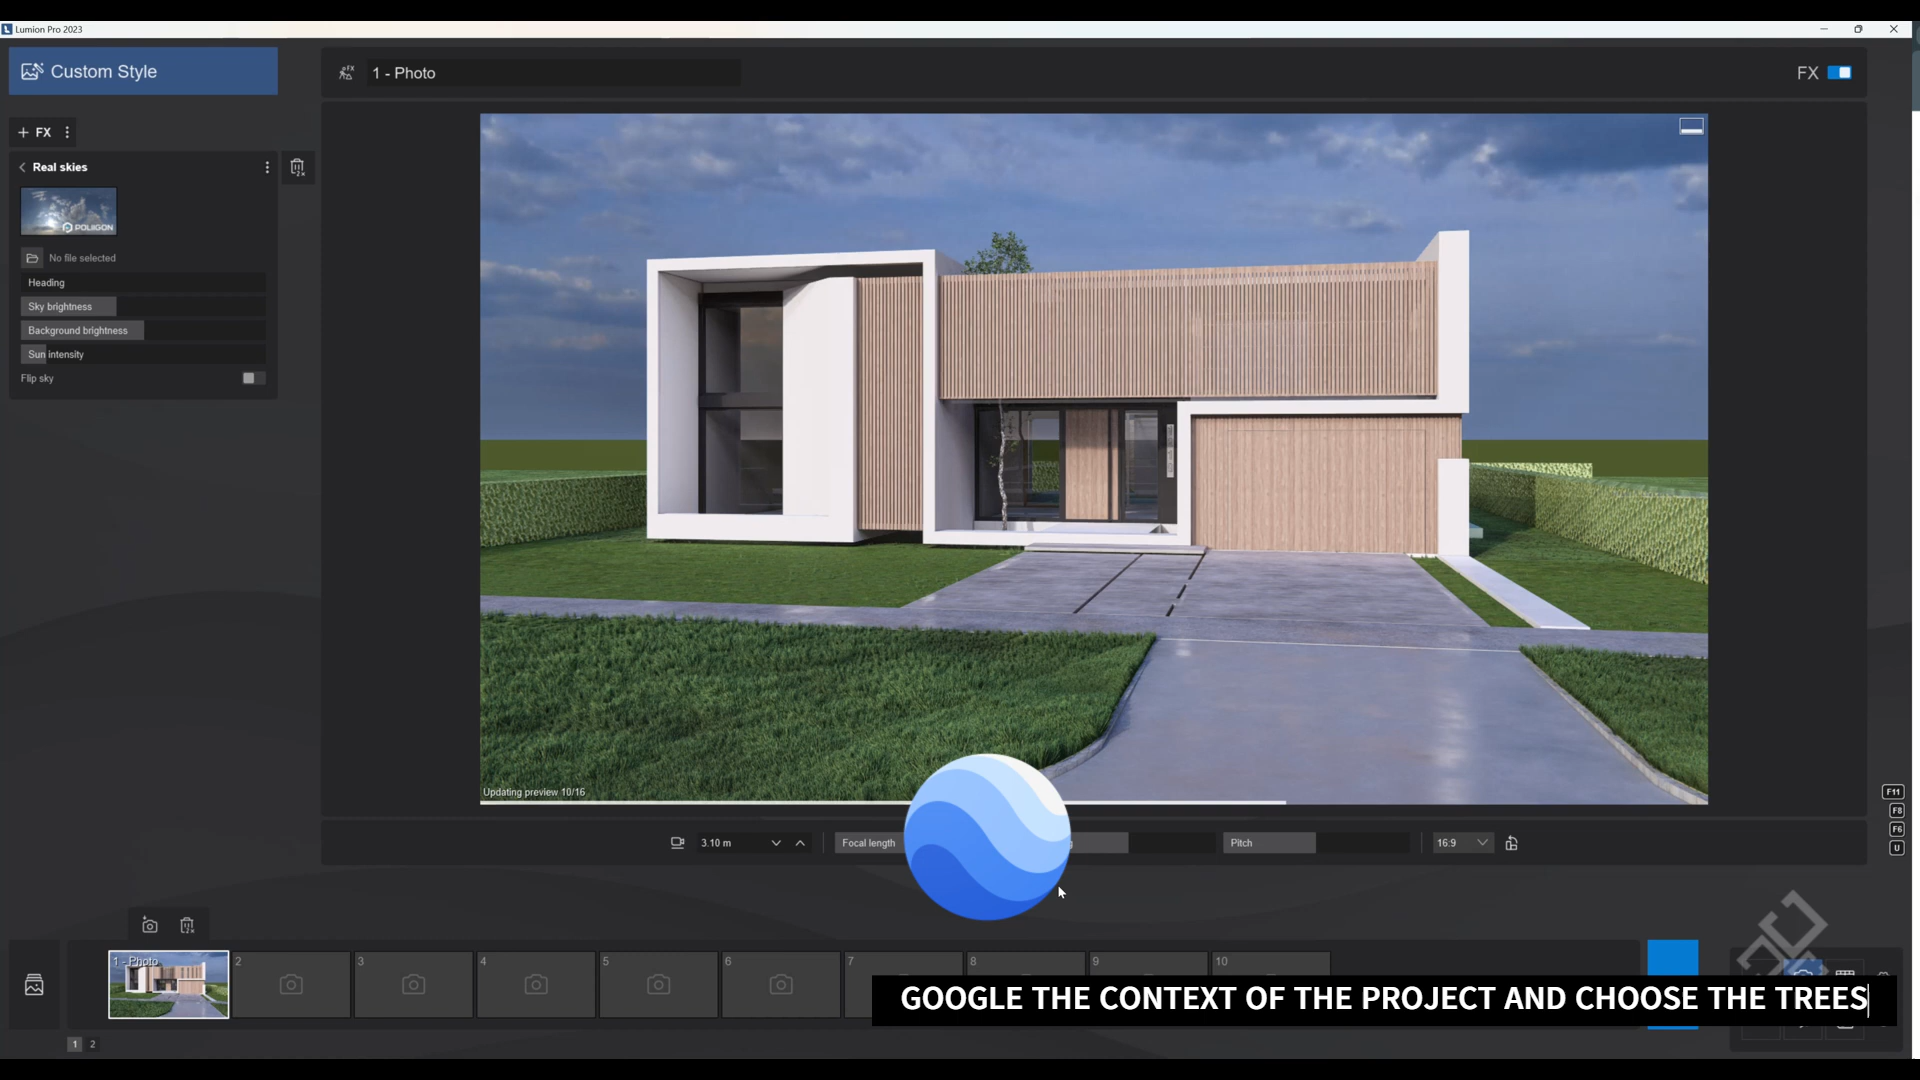 Lumion Pro 2023
Custom Style
1 - Photo
FX
+ FX
Real skies
POLIIGON
No file selected
Heading
Sky brightness
Background brightness
Sun intensity
Flip sky
Updating preview 10/16
F11
F8
F6
U
3.10 m
Focal length
Pitch
16:9
1 - Photo
2
3
4
5
6
7
8
9
10
GOOGLE THE CONTEXT OF THE PROJECT AND CHOOSE THE TREES
1
2